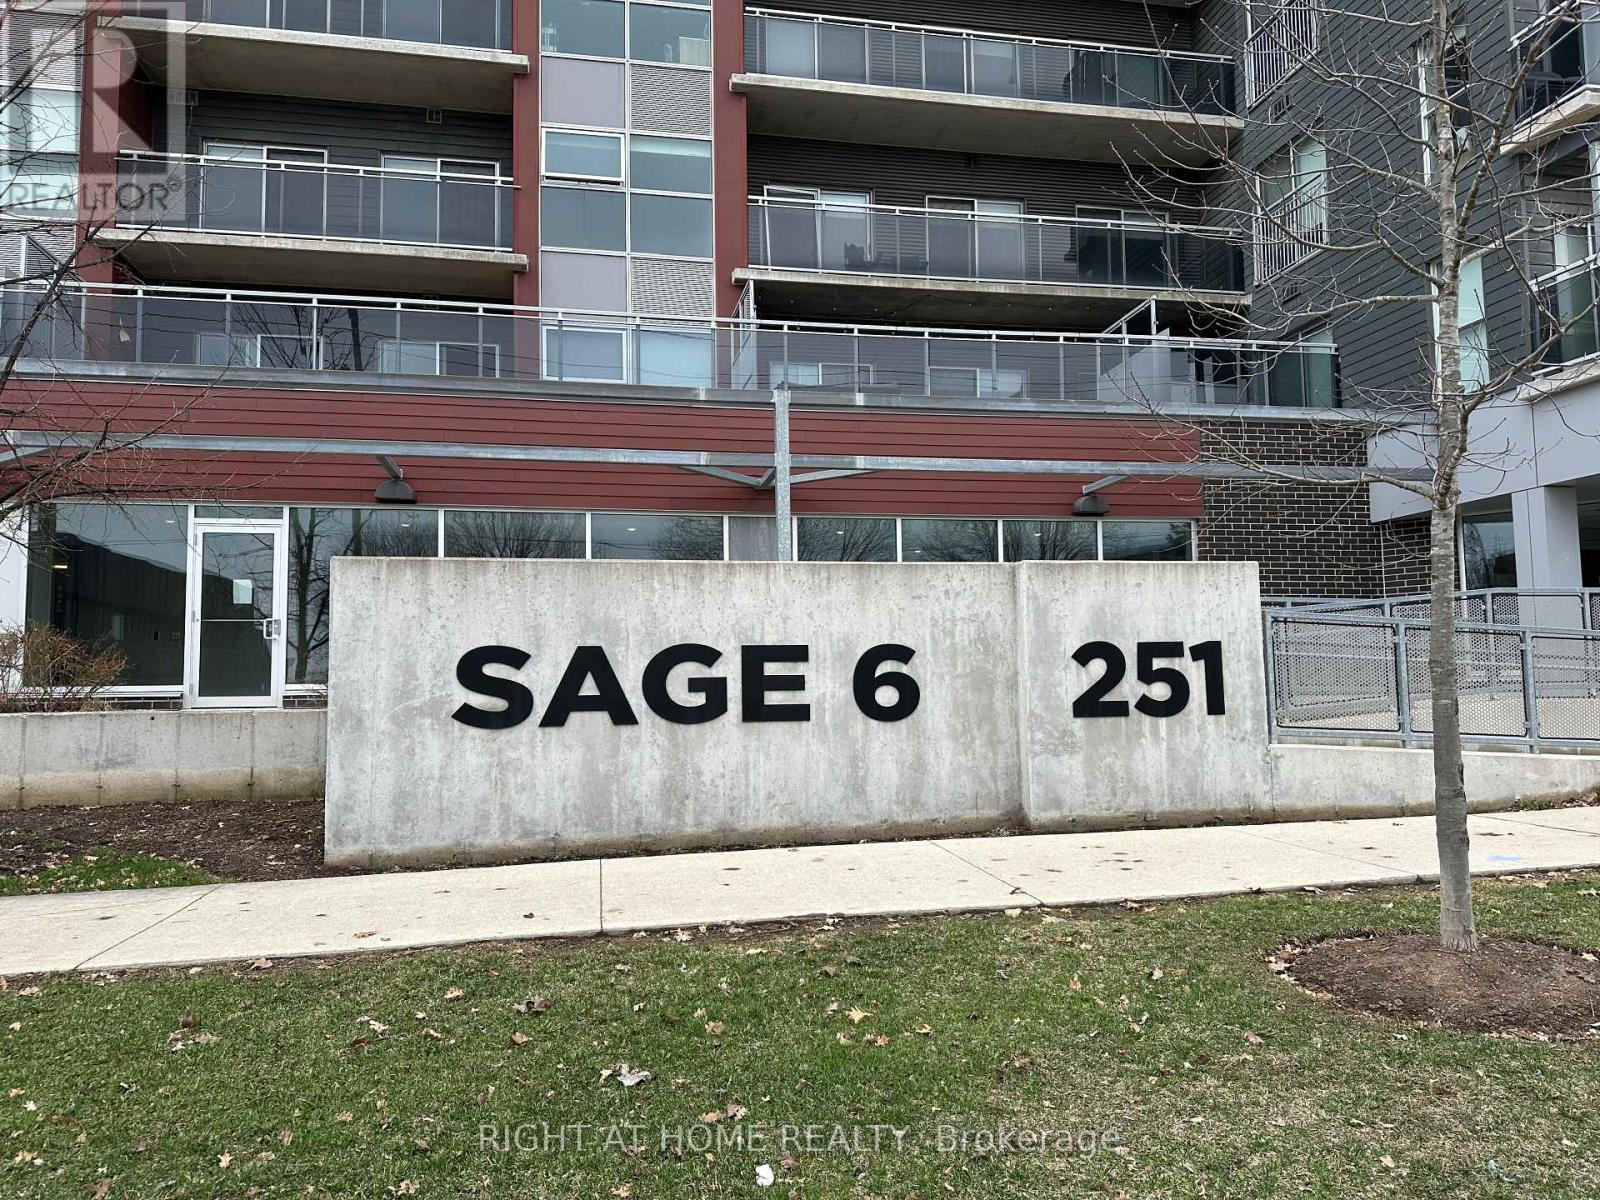 REALTOR®
SAGE 6 251
RIGHT AT HOME REALTY, Brokerage